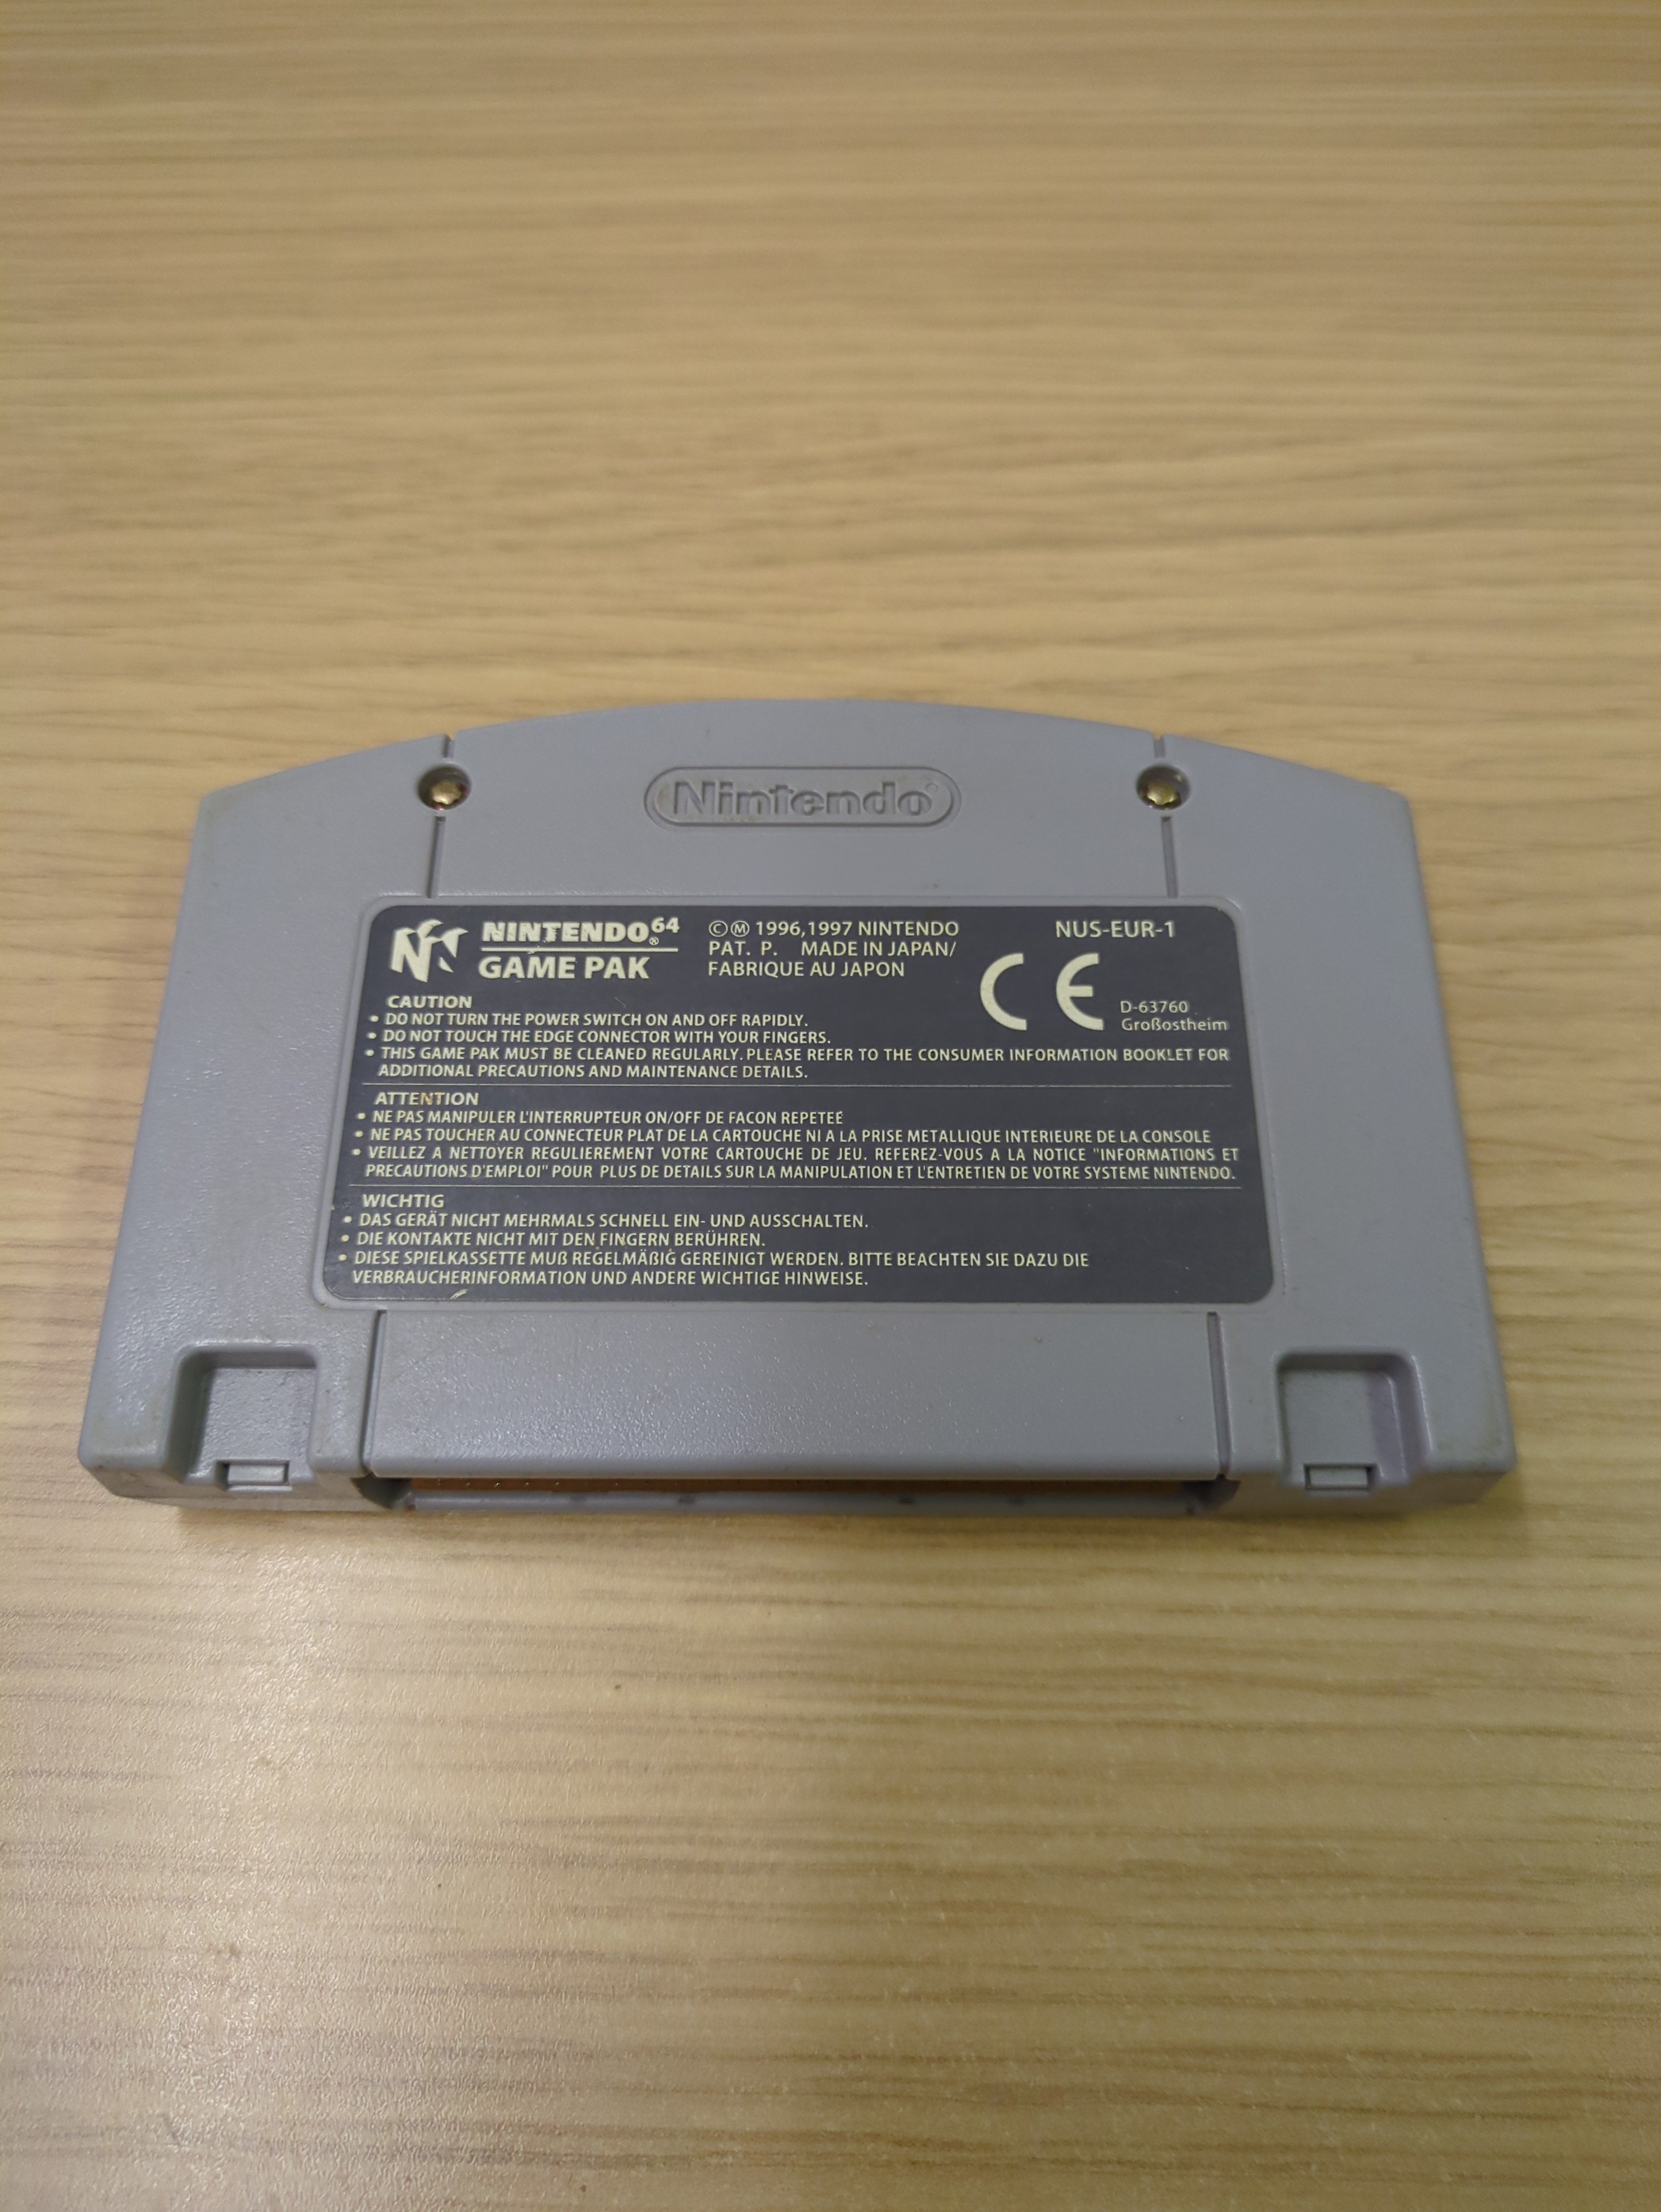 Nintendo®
NINTENDO®64
GAME PAK
©Ⓜ 1996,1997 NINTENDO
PAT. P. MADE IN JAPAN/
FABRIQUE AU JAPON
NUS-EUR-1
CE
D-63760
Großostheim
CAUTION
• DO NOT TURN THE POWER SWITCH ON AND OFF RAPIDLY.
• DO NOT TOUCH THE EDGE CONNECTOR WITH YOUR FINGERS.
• THIS GAME PAK MUST BE CLEANED REGULARLY. PLEASE REFER TO THE CONSUMER INFORMATION BOOKLET FOR
ADDITIONAL PRECAUTIONS AND MAINTENANCE DETAILS.
ATTENTION
• NE PAS MANIPULER L'INTERRUPTEUR ON/OFF DE FACON REPETEÉ
• NE PAS TOUCHER AU CONNECTEUR PLAT DE LA CARTOUCHE NI A LA PRISE METALLIQUE INTERIEURE DE LA CONSOLE
• VEILLEZ A NETTOYER REGULIEREMENT VOTRE CARTOUCHE DE JEU. REFEREZ-VOUS A LA NOTICE "INFORMATIONS ET
PRECAUTIONS D'EMPLOI" POUR PLUS DE DETAILS SUR LA MANIPULATION ET L'ENTRETIEN DE VOTRE SYSTEME NINTENDO.
WICHTIG
• DAS GERÄT NICHT MEHRMALS SCHNELL EIN- UND AUSSCHALTEN.
• DIE KONTAKTE NICHT MIT DEN FINGERN BERÜHREN.
• DIESE SPIELKASSETTE MUß REGELMÄßIG GEREINIGT WERDEN. BITTE BEACHTEN SIE DAZU DIE
VERBRAUCHERINFORMATION UND ANDERE WICHTIGE HINWEISE.